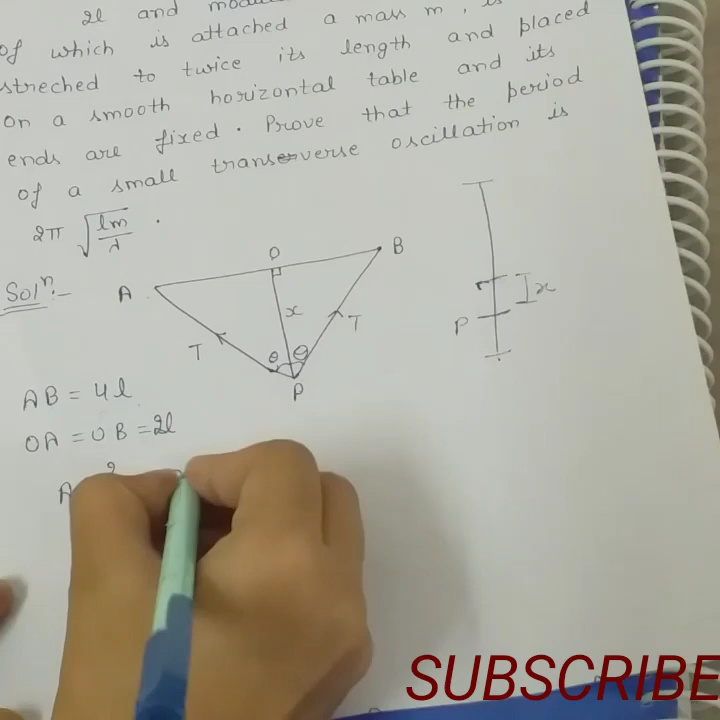 2l and
of which is attached a mass m, is
streched to twice its length and placed
on a smooth horizontal table and its
ends are fixed. Prove that the period
of a small transverse oscillation is
2π √(lm/λ) .
Solⁿ:-
A
O
B
x
T
T
θ
θ
P
x
P
AB = 4l
OA = OB = 2l
A
2
SUBSCRIBE